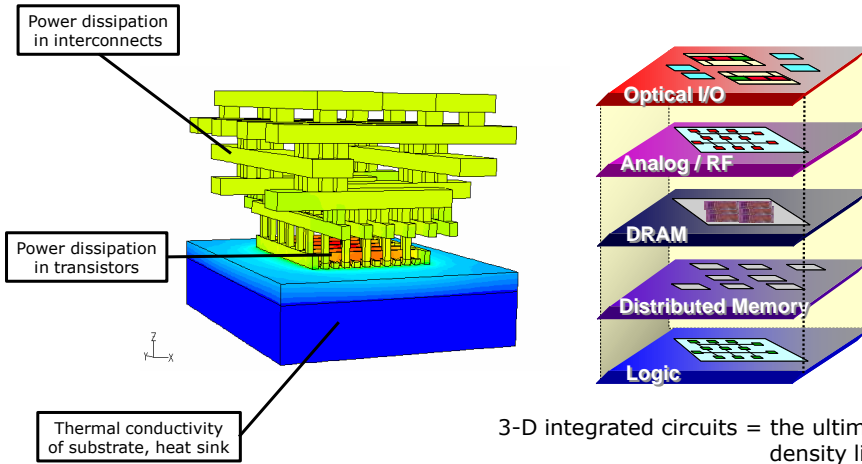 Power dissipation
in interconnects
Power dissipation
in transistors
Z
Y X
Thermal conductivity
of substrate, heat sink
Optical I/O
Analog / RF
DRAM
Distributed Memory
Logic
3-D integrated circuits = the ultim
density li